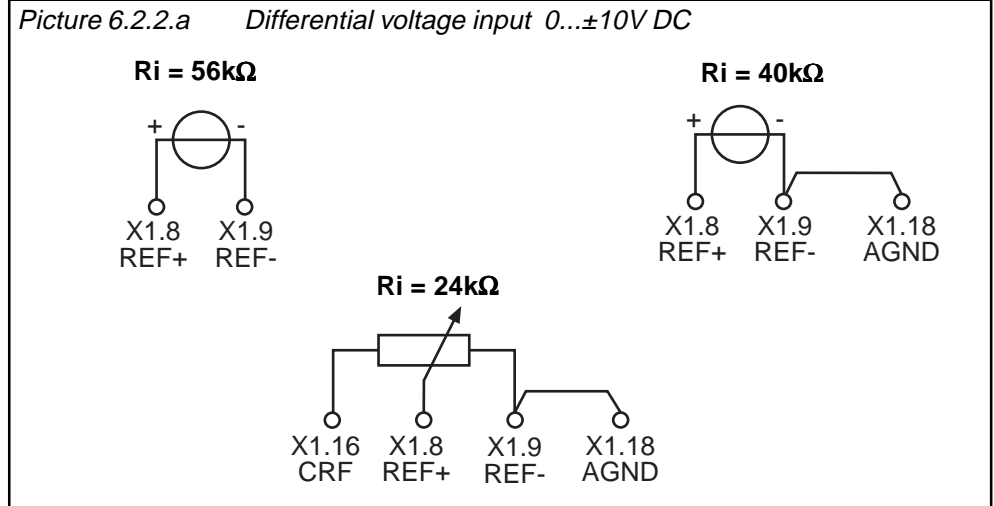 Picture 6.2.2.a Differential voltage input 0...±10V DC
Ri = 56kΩ
+ -
X1.8 X1.9
REF+ REF-
Ri = 40kΩ
+ -
X1.8 X1.9 X1.18
REF+ REF- AGND
Ri = 24kΩ
X1.16 X1.8 X1.9 X1.18
CRF REF+ REF- AGND